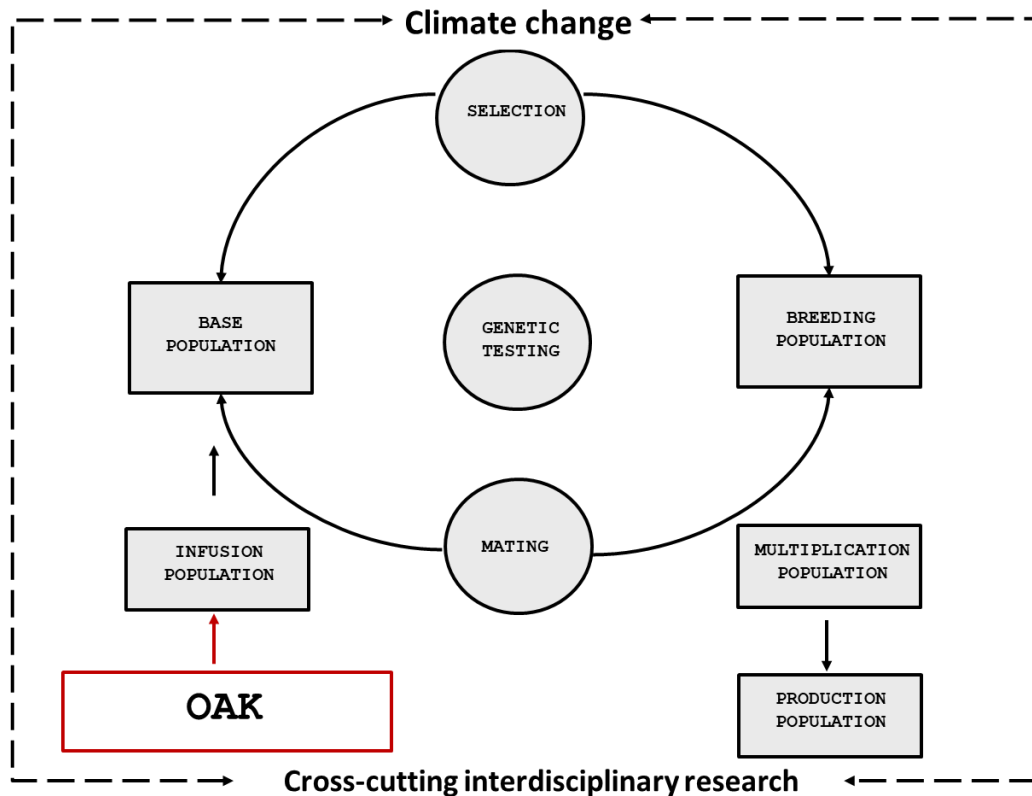 Climate change
SELECTION
BASE
POPULATION
GENETIC
TESTING
BREEDING
POPULATION
INFUSION
POPULATION
MATING
MULTIPLICATION
POPULATION
OAK
PRODUCTION
POPULATION
Cross-cutting interdisciplinary research